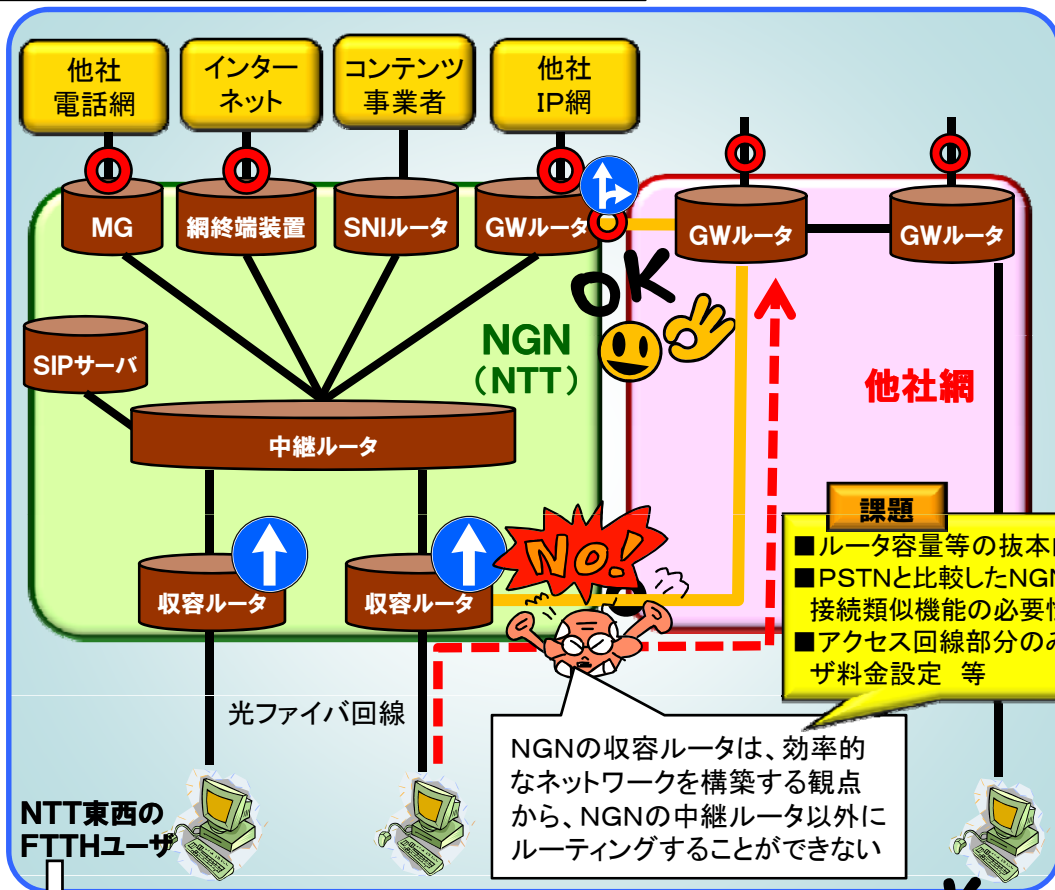 他社
電話網
インター
ネット
コンテンツ
事業者
他社
IP網
MG
網終端装置
SNIルータ
GWルータ
GWルータ
GWルータ
OK
NGN
(NTT)
SIPサーバ
他社網
中継ルータ
課題
■ルータ容量等の抜本
■PSTNと比較したNGN
接続類似機能の必要性
■アクセス回線部分のみ
ザ料金設定 等
No!
収容ルータ
収容ルータ
光ファイバ回線
NGNの収容ルータは、効率的
なネットワークを構築する観点
から、NGNの中継ルータ以外に
ルーティングすることができない
NTT東西の
FTTHユーザ